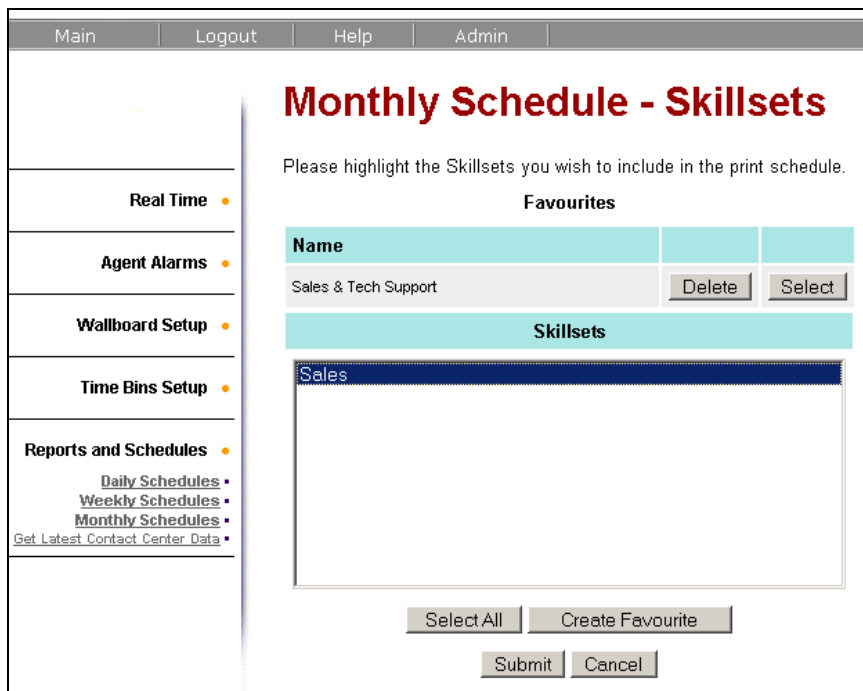 Main Logout Help Admin
Monthly Schedule - Skillsets
Please highlight the Skillsets you wish to include in the print schedule.
Real Time
Agent Alarms
Wallboard Setup
Time Bins Setup
Reports and Schedules
Daily Schedules
Weekly Schedules
Monthly Schedules
Get Latest Contact Center Data
Favourites
Name
Sales & Tech Support Delete Select
Skillsets
Sales
Select All Create Favourite
Submit Cancel